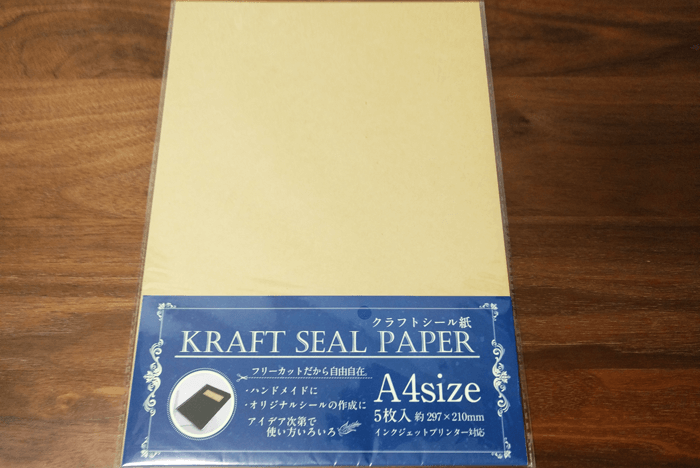 クラフトシール紙
KRAFT SEAL PAPER
フリーカットだから自由自在
・ハンドメイドに
・オリジナルシールの作成に
アイデア次第で
使い方いろいろ
A4size
5枚入 約297×210mm
インクジェットプリンター対応